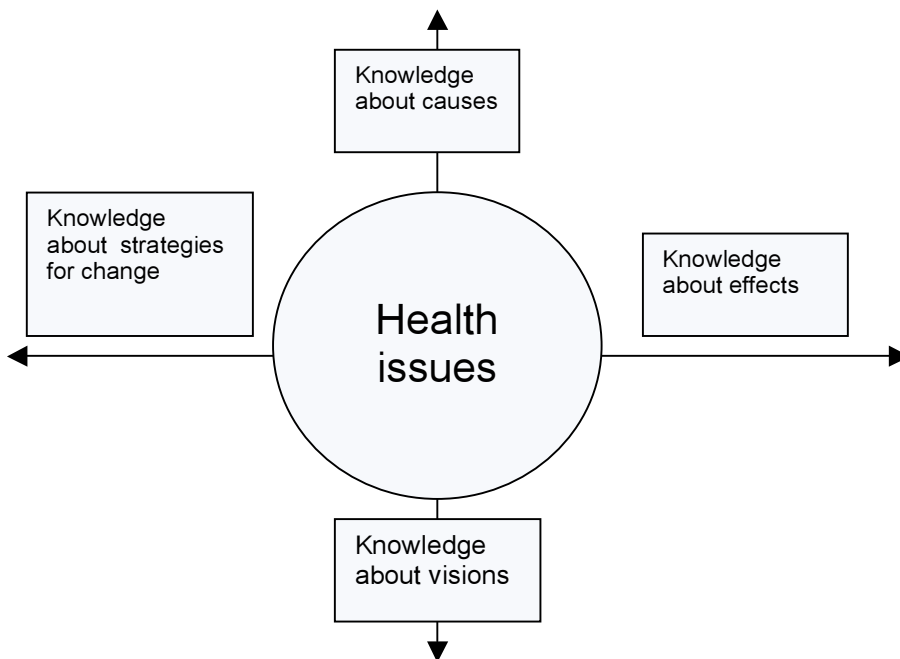 Knowledge
about causes
Knowledge
about strategies
for change
Knowledge
about effects
Health
issues
Knowledge
about visions